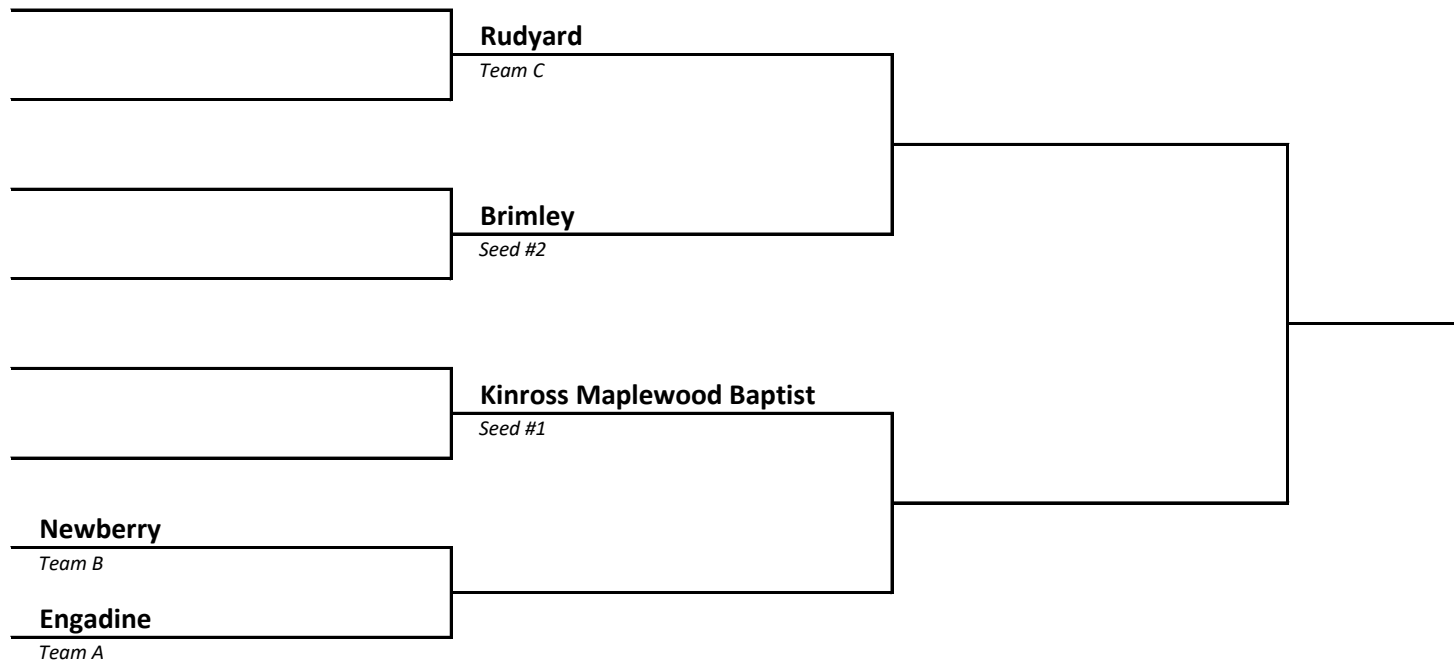 Rudyard
Team C
Brimley
Seed #2
Kinross Maplewood Baptist
Seed #1
Newberry
Team B
Engadine
Team A